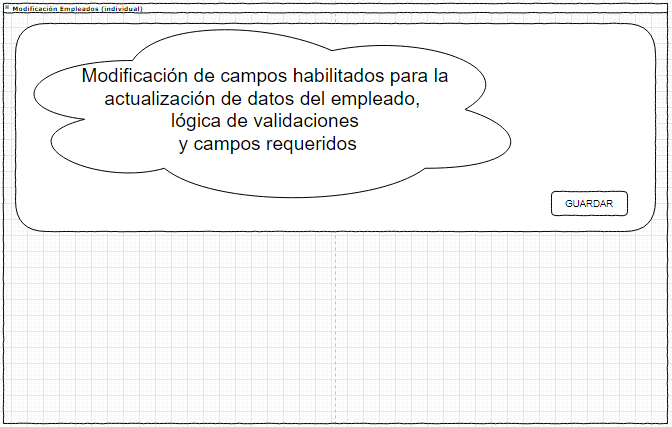 Modificación Empleados (individual)
Modificación de campos habilitados para la
actualización de datos del empleado,
lógica de validaciones
y campos requeridos
GUARDAR